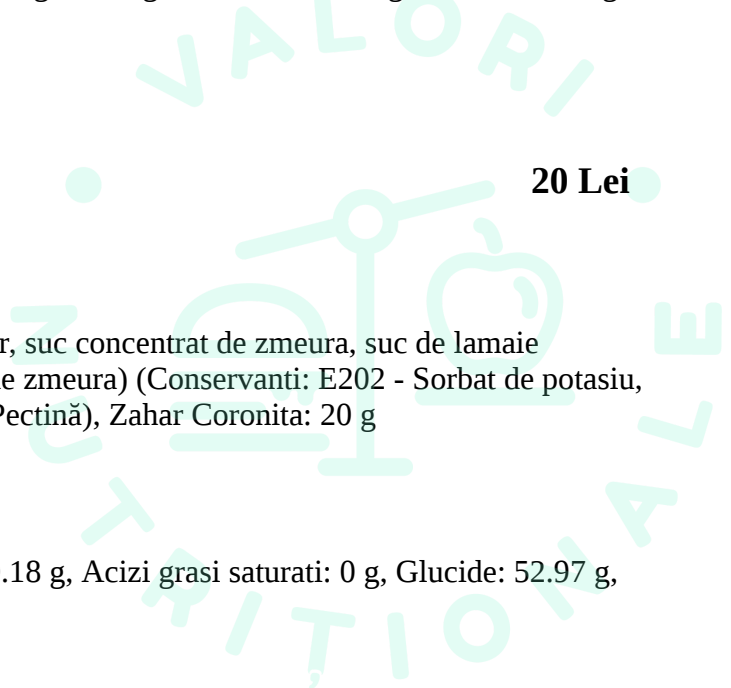 VALORI
20 Lei
r, suc concentrat de zmeura, suc de lamaie
e zmeura) (Conservanti: E202 - Sorbat de potasiu,
Pectină), Zahar Coronita: 20 g
.18 g, Acizi grasi saturati: 0 g, Glucide: 52.97 g,
NUTRIȚIONALE